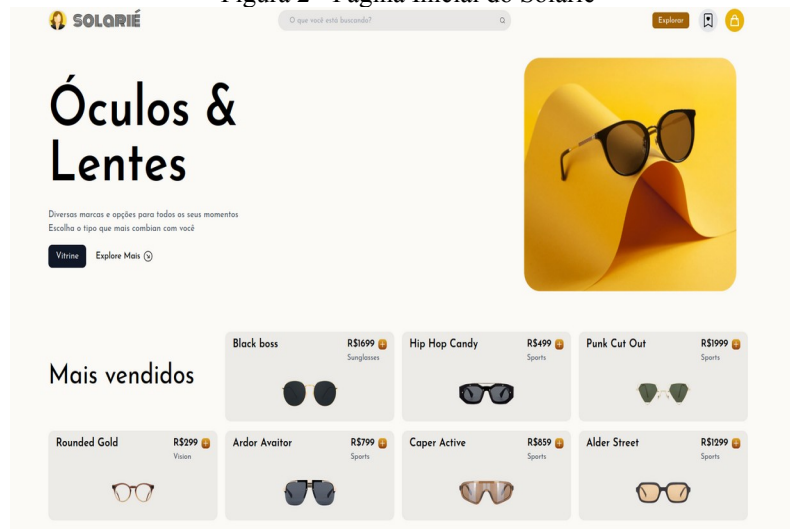 Figura 2 - Página Inicial do Solarié
SOLARIÉ
O que você está buscando?
Explorar
Óculos &
Lentes
Diversas marcas e opções para todos os seus momentos
Escolha o tipo que mais combian com você
Vitrine
Explore Mais
Mais vendidos
Black boss
R$1699
Sunglasses
Hip Hop Candy
R$499
Sports
Punk Cut Out
R$1999
Sports
Rounded Gold
R$299
Vision
Ardor Avaitor
R$799
Sports
Caper Active
R$859
Sports
Alder Street
R$1299
Sports